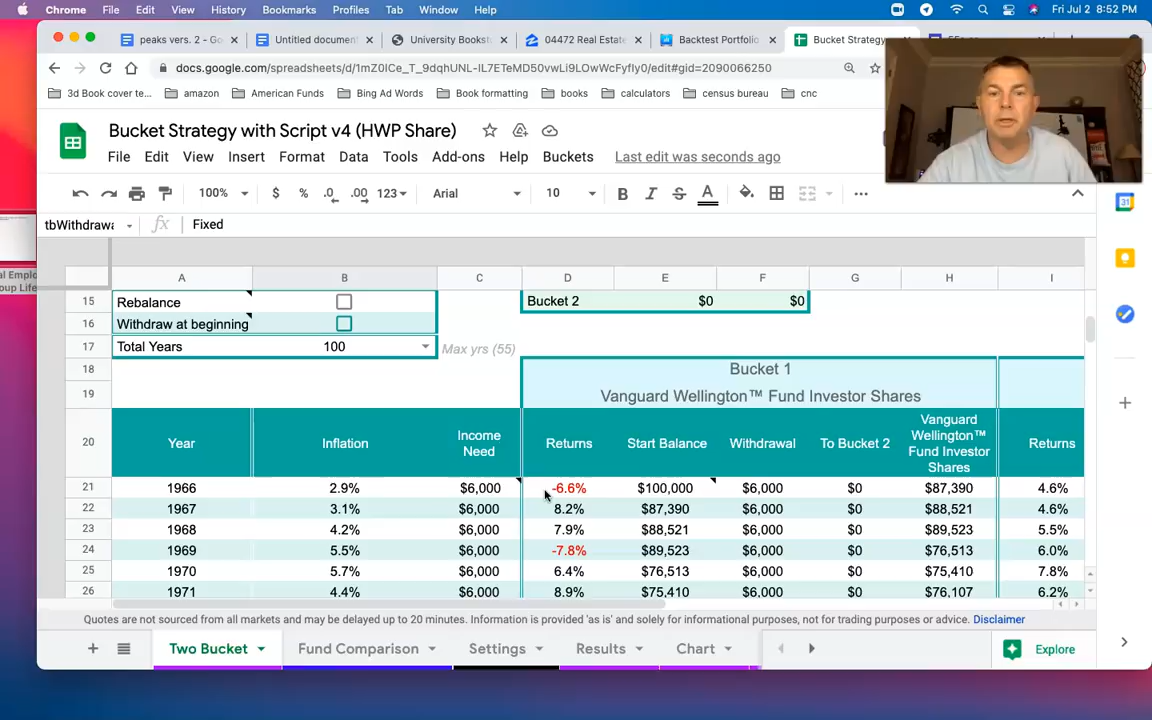 Chrome File Edit View History Bookmarks Profiles Tab Window Help Fri Jul 2 8:52 PM
peaks vers. 2 - G Untitled documen University Bookst 04472 Real Estate Backtest Portfolio Bucket Strategy
docs.google.com/spreadsheets/d/1mZ0ICe_T_9dqhUNL-IL7ETeMD50vwLi9LOwWcFyfIy0/edit#gid=2090066250
3d Book cover te... amazon American Funds Bing Ad Words Book formatting books calculators census bureau cnc
Bucket Strategy with Script v4 (HWP Share)
File Edit View Insert Format Data Tools Add-ons Help Buckets Last edit was seconds ago
100% $ % .0 .00 123 Arial 10 B I S A
tbWithdrawa fx Fixed
A B C D E F G H I
15 Rebalance Bucket 2 $0 $0
16 Withdraw at beginning
17 Total Years 100 Max yrs (55)
18 Bucket 1
19 Vanguard Wellington™ Fund Investor Shares
20 Year Inflation Income Need Returns Start Balance Withdrawal To Bucket 2 Vanguard Wellington™ Fund Investor Shares Returns
21 1966 2.9% $6,000 -6.6% $100,000 $6,000 $0 $87,390 4.6%
22 1967 3.1% $6,000 8.2% $87,390 $6,000 $0 $88,521 4.6%
23 1968 4.2% $6,000 7.9% $88,521 $6,000 $0 $89,523 5.5%
24 1969 5.5% $6,000 -7.8% $89,523 $6,000 $0 $76,513 6.0%
25 1970 5.7% $6,000 6.4% $76,513 $6,000 $0 $75,410 7.8%
26 1971 4.4% $6,000 8.9% $75,410 $6,000 $0 $76,107 6.2%
al Emplo
oup Life
Quotes are not sourced from all markets and may be delayed up to 20 minutes. Information is provided 'as is' and solely for informational purposes, not for trading purposes or advice. Disclaimer
Two Bucket Fund Comparison Settings Results Chart Explore
31